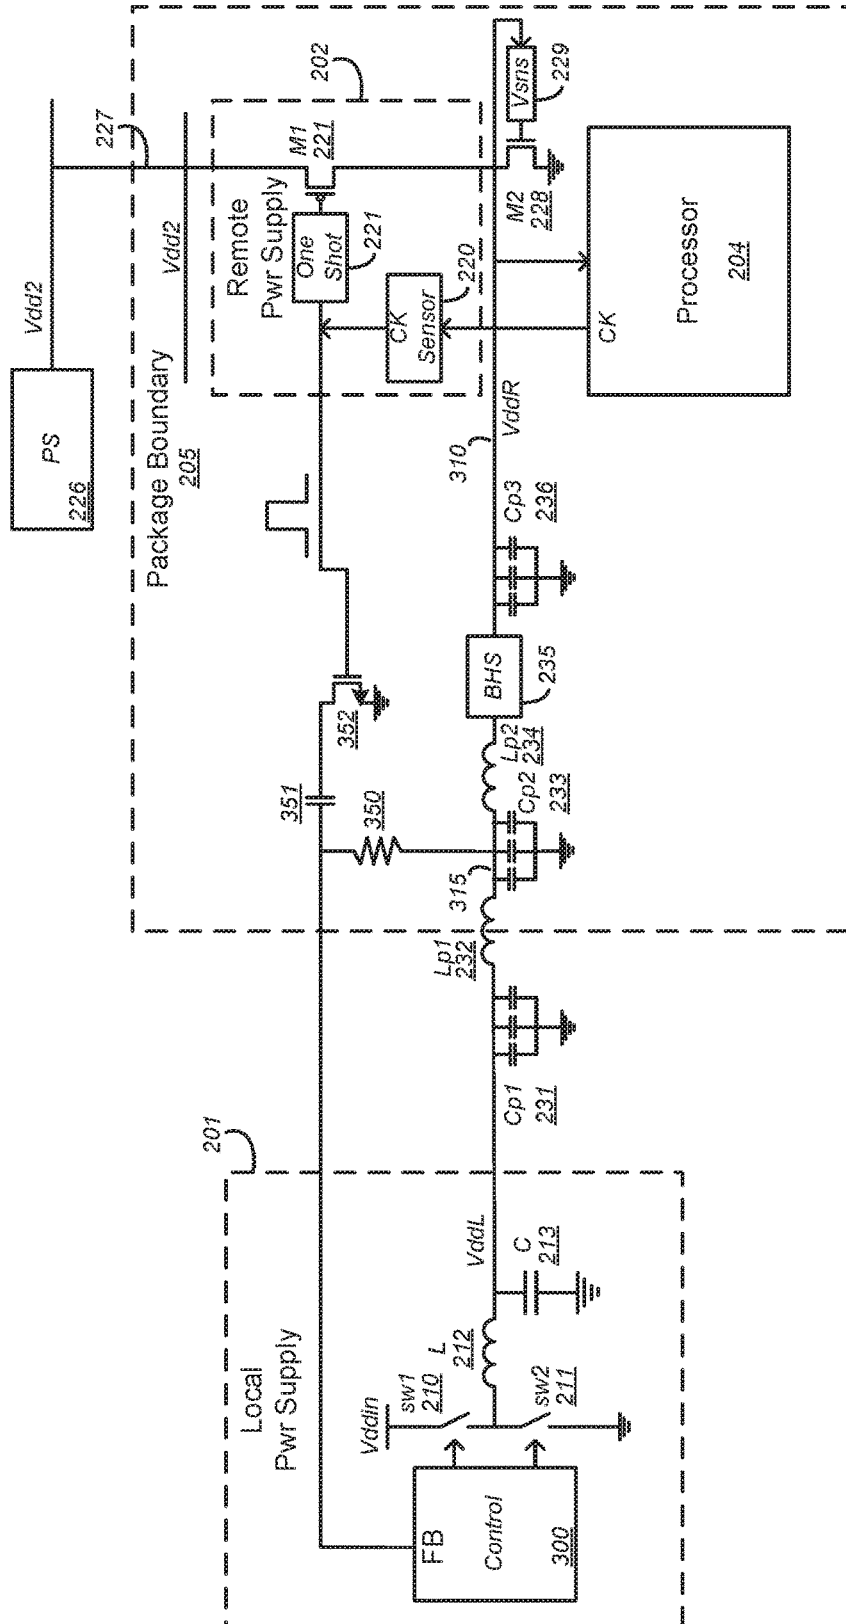 PS
226
Vdd2
227
Package Boundary
205
Vdd2
202
Remote
Pwr Supply
M1
221
One
Shot
221
CK
Sensor
220
Vsns
229
M2
228
Processor
204
CK
VddR
310
Cp3
236
BHS
235
Lp2
234
Cp2
233
352
351
350
315
Lp1
232
Cp1
231
201
Local
Pwr Supply
VddL
C
213
L
212
Vddin
sw1
210
sw2
211
FB
Control
300